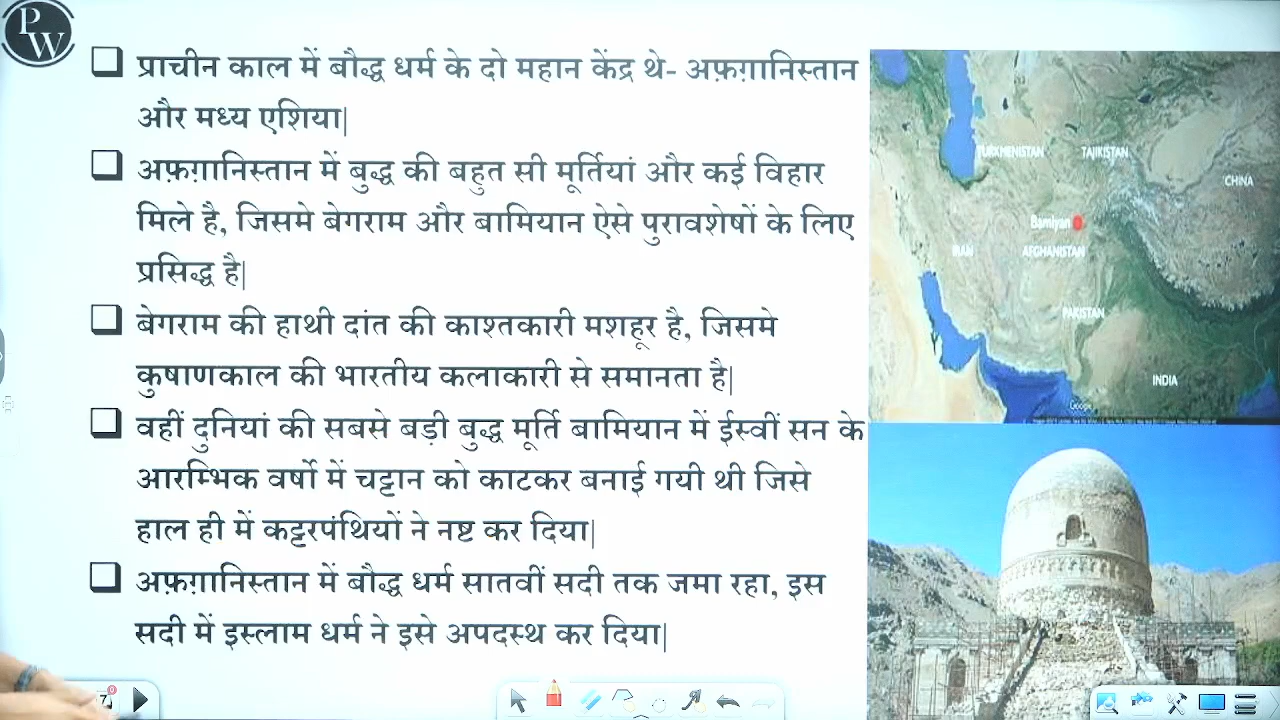 PW
प्राचीन काल में बौद्ध धर्म के दो महान केंद्र थे- अफ़ग़ानिस्तान
और मध्य एशिया|
अफ़ग़ानिस्तान में बुद्ध की बहुत सी मूर्तियां और कई विहार
मिले है, जिसमे बेगराम और बामियान ऐसे पुरावशेषों के लिए
प्रसिद्ध है|
बेगराम की हाथी दांत की काश्तकारी मशहूर है, जिसमे
कुषाणकाल की भारतीय कलाकारी से समानता है|
वहीं दुनियां की सबसे बड़ी बुद्ध मूर्ति बामियान में ईस्वीं सन के
आरम्भिक वर्षो में चट्टान को काटकर बनाई गयी थी जिसे
हाल ही में कट्टरपंथियों ने नष्ट कर दिया|
अफ़ग़ानिस्तान में बौद्ध धर्म सातवीं सदी तक जमा रहा, इस
सदी में इस्लाम धर्म ने इसे अपदस्थ कर दिया|
TURKMENISTAN TAJIKISTAN
CHINA
Bamiyan
IRAN AFGHANISTAN
PAKISTAN
INDIA
Google